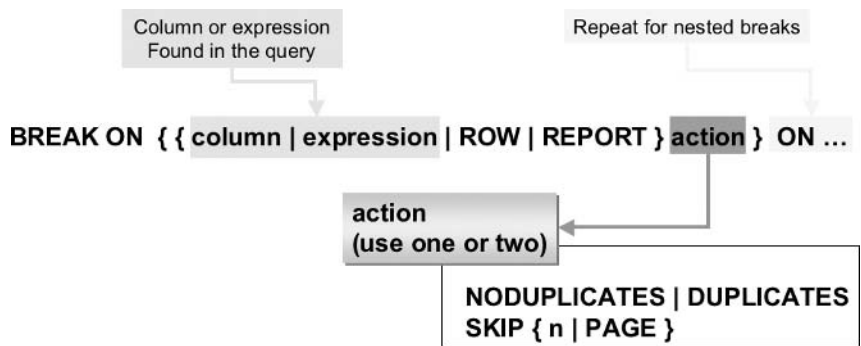 Column or expression
Found in the query
Repeat for nested breaks
BREAK ON { { column | expression | ROW | REPORT } action } ON ...
action
(use one or two)
NODUPLICATES | DUPLICATES
SKIP { n | PAGE }